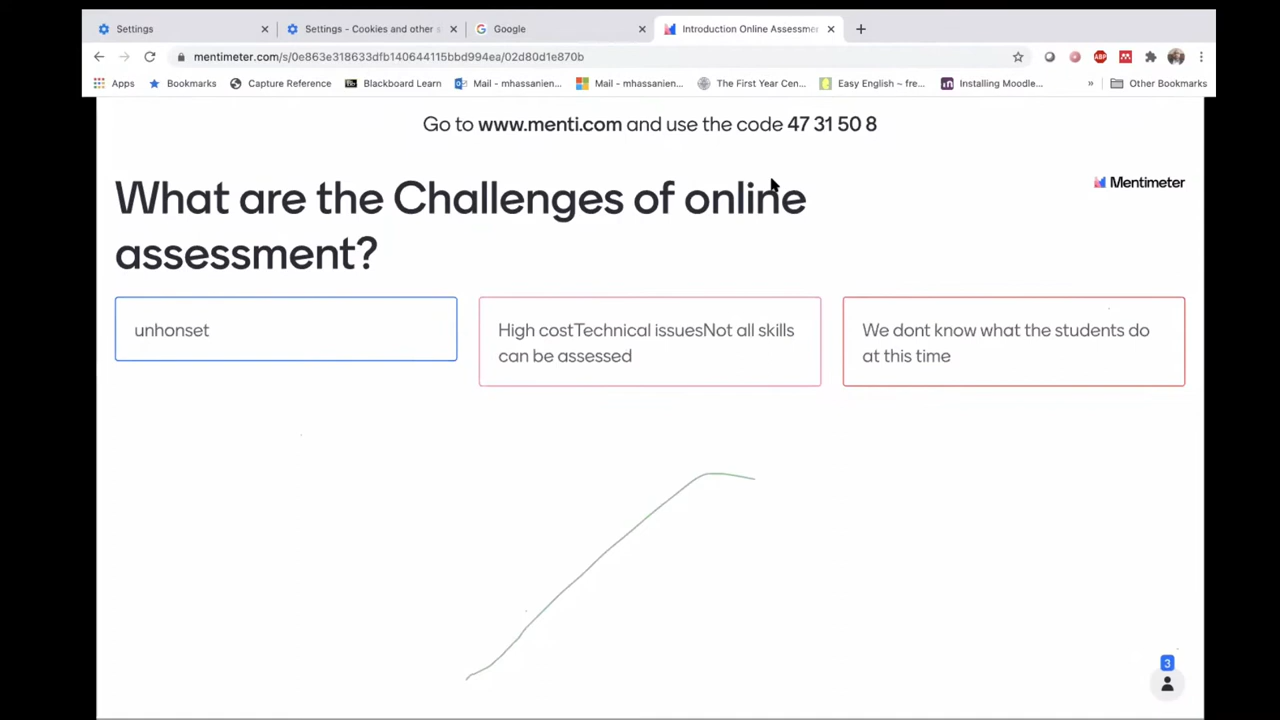 Settings
Settings - Cookies and other s
Google
Introduction Online Assessmen
mentimeter.com/s/0e863e318633dfb140644115bbd994ea/02d80d1e870b
ABP
Apps
Bookmarks
Capture Reference
Blackboard Learn
Mail - mhassanien...
Mail - mhassanien...
The First Year Cen...
Easy English ~ fre...
Installing Moodle...
»
Other Bookmarks
Go to www.menti.com and use the code 47 31 50 8
What are the Challenges of online
assessment?
Mentimeter
unhonset
High costTechnical issuesNot all skills
can be assessed
We dont know what the students do
at this time
3